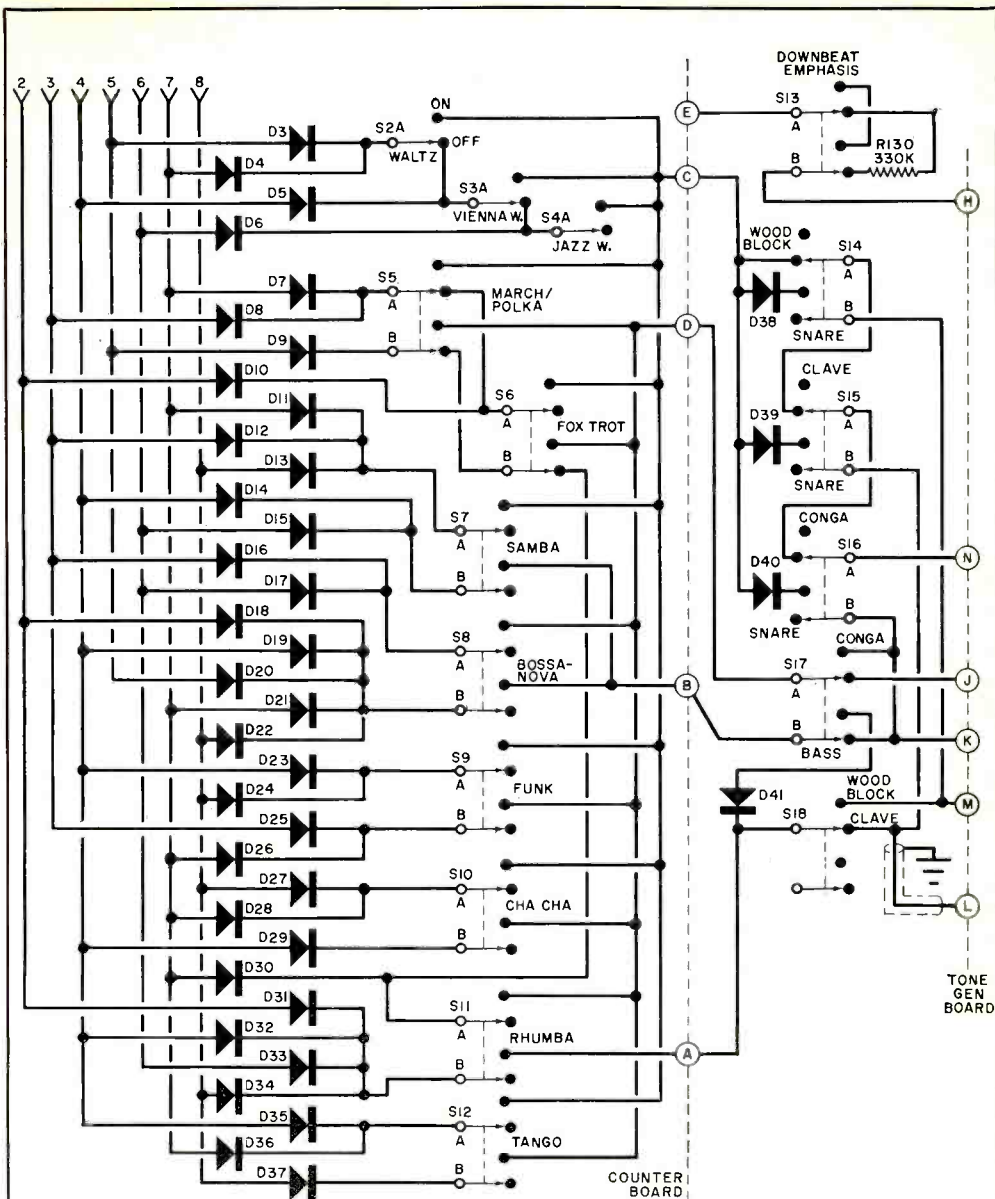 2 3 4 5 6 7 8
DOWNBEAT
EMPHASIS
ON
E
S13
A
D3
S2A
OFF
WALTZ
R130
330K
D4
B
C
D5
S3A
VIENNA W.
H
D6
S4A
JAZZ W.
WOOD
BLOCK
S14
A
D7
S5
A
MARCH/
POLKA
D8
D38
B
SNARE
D9
B
D
D10
CLAVE
D11
S6
A
S15
A
D12
FOX TROT
D39
D13
B
B
SNARE
D14
S7
A
D15
SAMBA
CONGA
D16
S16
A
N
D17
B
D40
D18
B
SNARE
D19
S8
A
CONGA
D20
BOSSA-
NOVA
S17
A
J
D21
B
B
D22
B
BASS
K
D23
S9
A
D24
FUNK
D41
WOOD
BLOCK
M
D25
B
S18
CLAVE
D26
D27
S10
A
D28
CHA CHA
L
D29
B
D30
TONE
GEN
BOARD
D31
S11
A
D32
RHUMBA
A
D33
B
D34
D35
S12
A
D36
TANGO
D37
B
COUNTER
BOARD